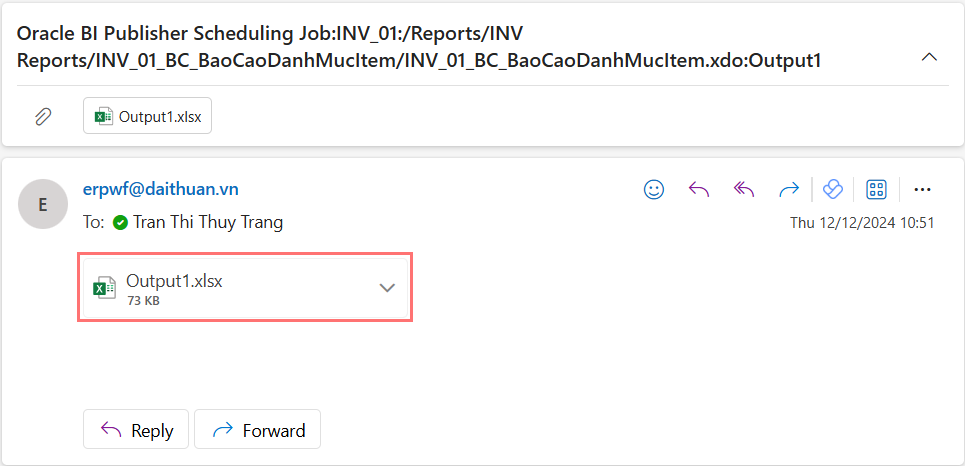 Oracle BI Publisher Scheduling Job:INV_01:/Reports/INV
Reports/INV_01_BC_BaoCaoDanhMucItem/INV_01_BC_BaoCaoDanhMucItem.xdo:Output1
Output1.xlsx
E
erpwf@daithuan.vn
To: Tran Thi Thuy Trang
Thu 12/12/2024 10:51
Output1.xlsx
73 KB
Reply
Forward